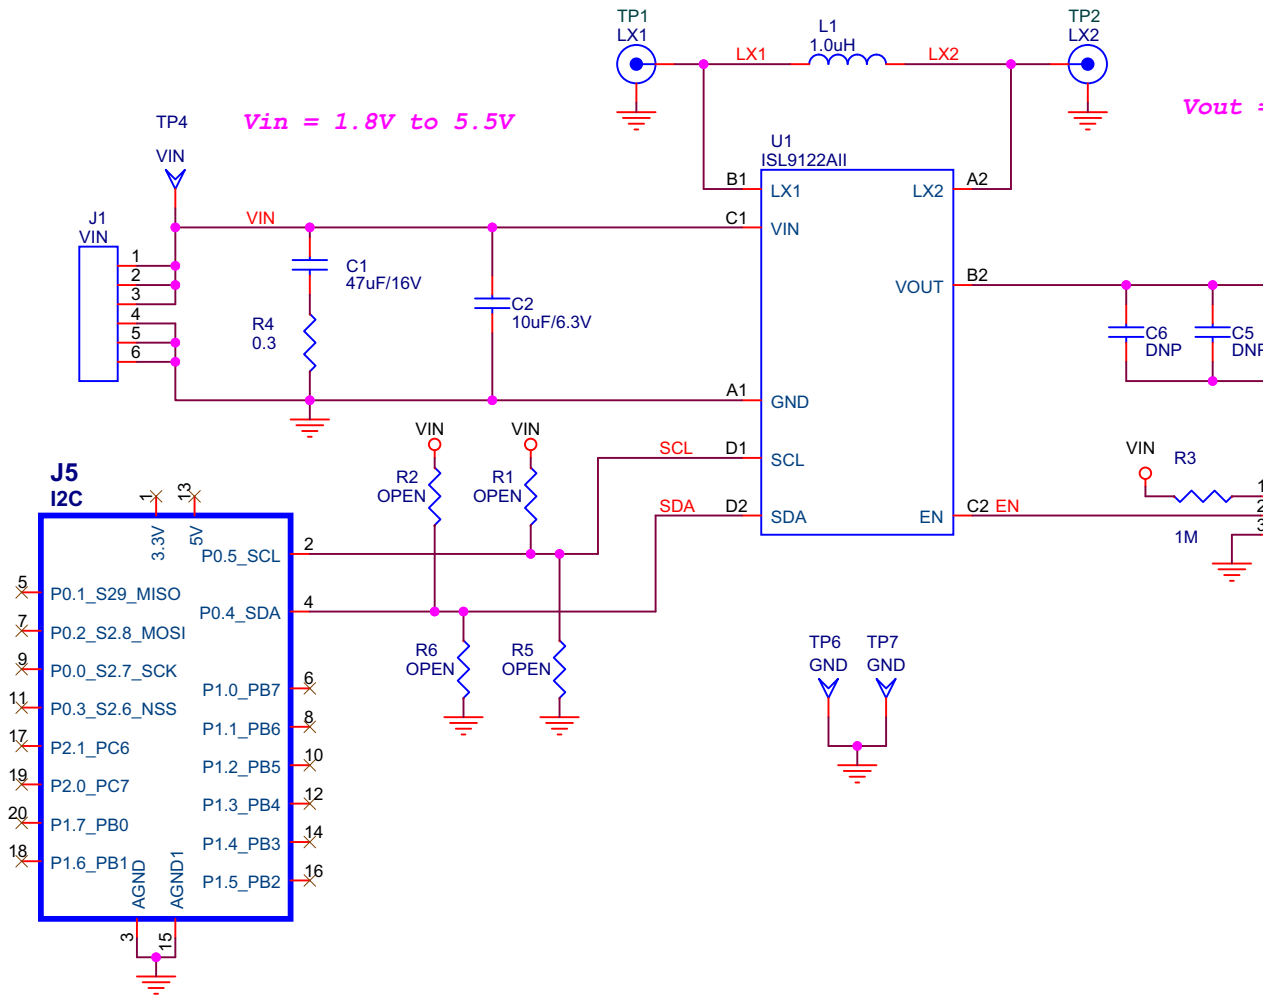 TP1
LX1
L1
1.0uH
LX1
LX2
TP2
LX2
Vin = 1.8V to 5.5V
Vout =
TP4
VIN
U1
ISL9122AII
B1
LX1
LX2
A2
J1
VIN
VIN
C1
VIN
1
2
3
4
5
6
C1
47uF/16V
R4
0.3
C2
10uF/6.3V
VOUT
B2
C6
DNP
C5
DNP
A1
GND
VIN
VIN
R2
OPEN
R1
OPEN
SCL
D1
SCL
SDA
D2
SDA
EN
C2
EN
VIN
R3
1M
1
2
3
J5
I2C
1
13
3.3V
5V
P0.5_SCL
2
5
P0.1_S29_MISO
P0.4_SDA
4
7
P0.2_S2.8_MOSI
9
P0.0_S2.7_SCK
P1.0_PB7
6
11
P0.3_S2.6_NSS
P1.1_PB6
8
17
P2.1_PC6
P1.2_PB5
10
19
P2.0_PC7
P1.3_PB4
12
20
P1.7_PB0
P1.4_PB3
14
18
P1.6_PB1
P1.5_PB2
16
AGND
AGND1
3
15
R6
OPEN
R5
OPEN
TP6
GND
TP7
GND